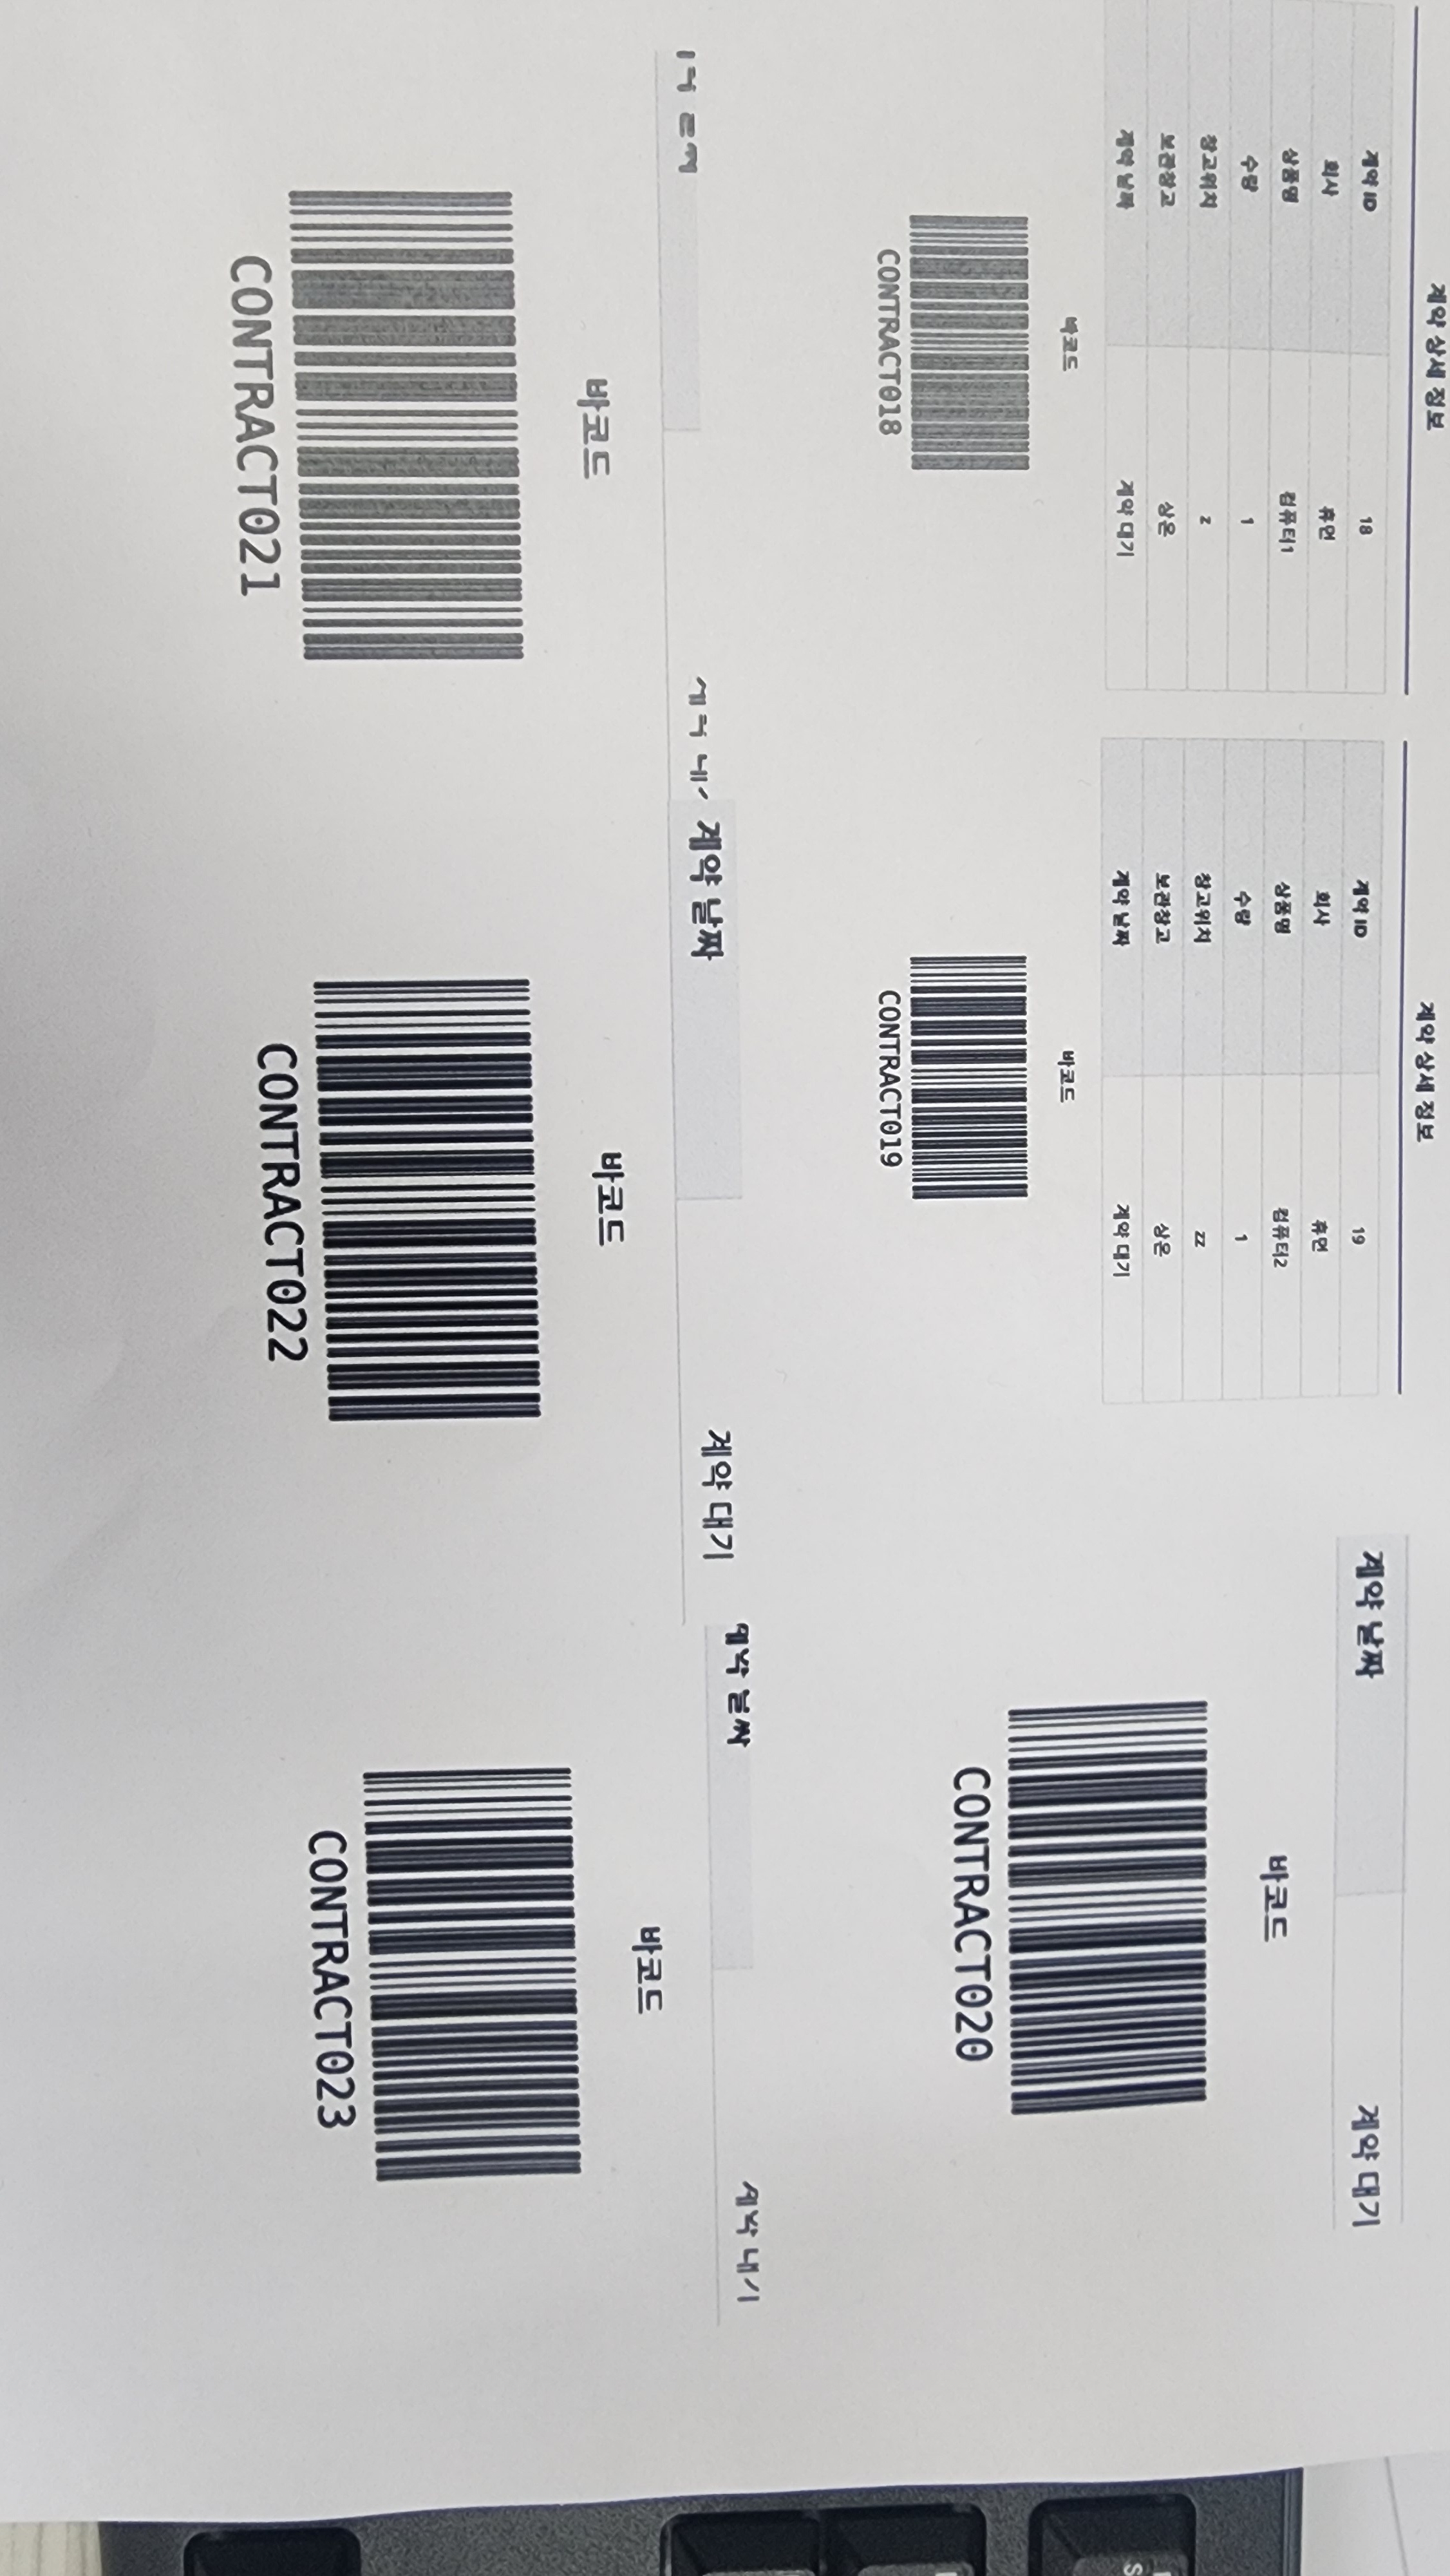 계약 상세 정보
계약 ID 18
회사 휴먼
상품명 컴퓨터1
수량 1
창고위치 z
보관창고 상온
계약 날짜 계약 대기
바코드
CONTRACT018
계약 상세 정보
계약 ID 19
회사 휴먼
상품명 컴퓨터2
수량 1
창고위치 zz
보관창고 상온
계약 날짜 계약 대기
바코드
CONTRACT019
계약 날짜 계약 대기
바코드
CONTRACT020
바코드
CONTRACT021
계약 날짜 계약 대기
바코드
CONTRACT022
계약 날짜 계약 대기
바코드
CONTRACT023